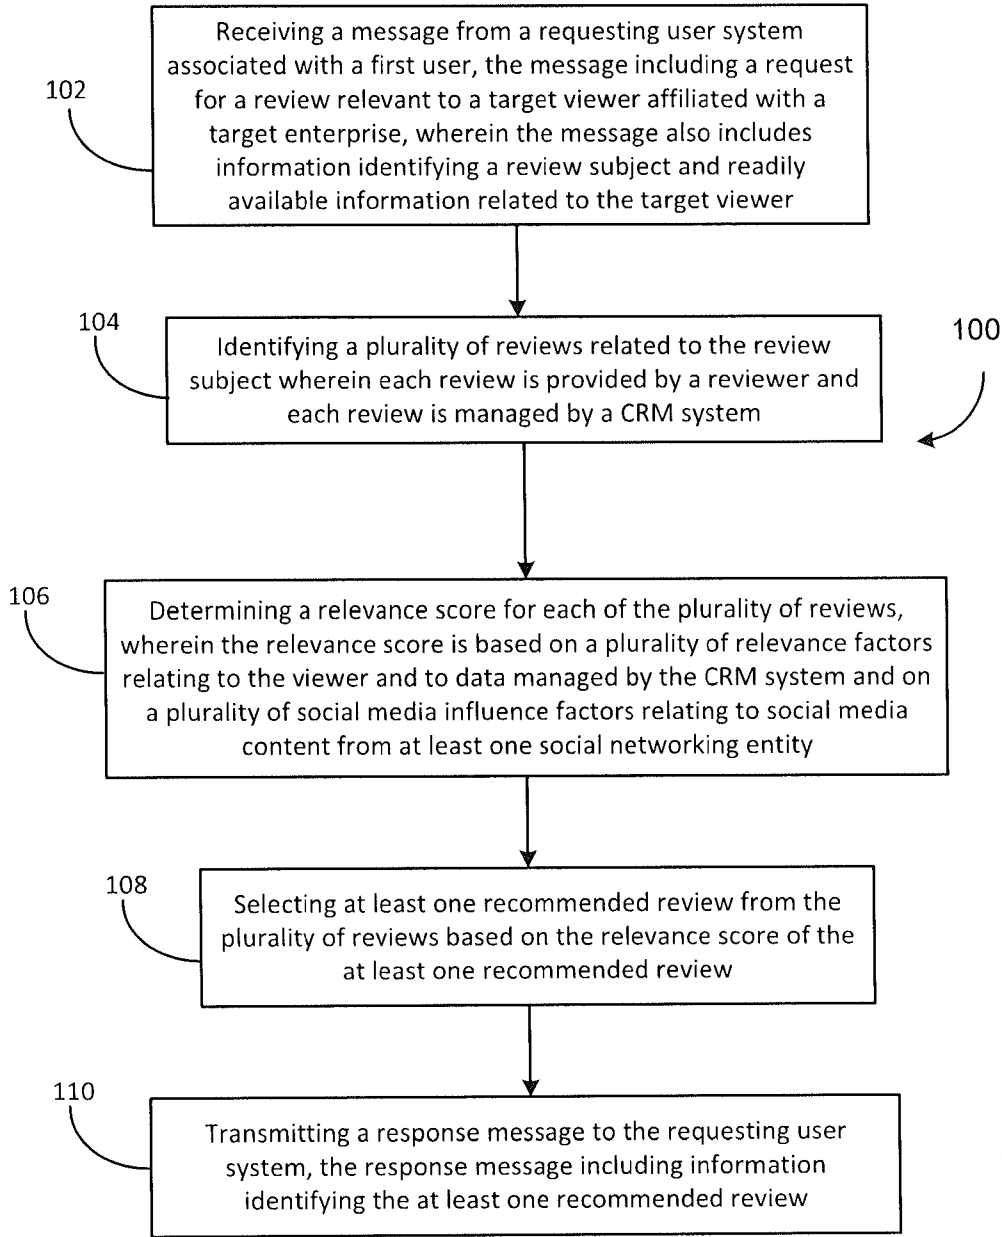 Receiving a message from a requesting user system
associated with a first user, the message including a request
for a review relevant to a target viewer affiliated with a
target enterprise, wherein the message also includes
information identifying a review subject and readily
available information related to the target viewer
102
104
Identifying a plurality of reviews related to the review
subject wherein each review is provided by a reviewer and
each review is managed by a CRM system
100
106
Determining a relevance score for each of the plurality of reviews,
wherein the relevance score is based on a plurality of relevance factors
relating to the viewer and to data managed by the CRM system and on
a plurality of social media influence factors relating to social media
content from at least one social networking entity
108
Selecting at least one recommended review from the
plurality of reviews based on the relevance score of the
at least one recommended review
110
Transmitting a response message to the requesting user
system, the response message including information
identifying the at least one recommended review